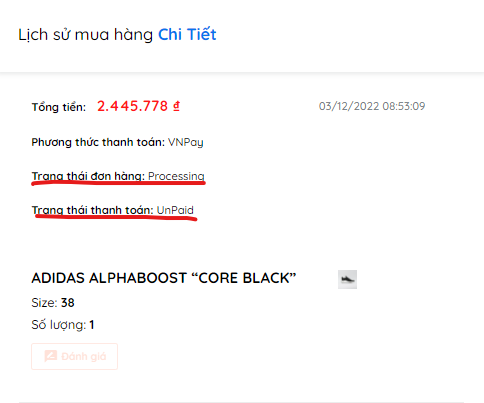 Lịch sử mua hàng Chi Tiết
Tổng tiền: 2.445.778 ₫ 03/12/2022 08:53:09
Phương thức thanh toán: VNPay
Trạng thái đơn hàng: Processing
Trạng thái thanh toán: UnPaid
ADIDAS ALPHABOOST “CORE BLACK”
Size: 38
Số lượng: 1
Đánh giá